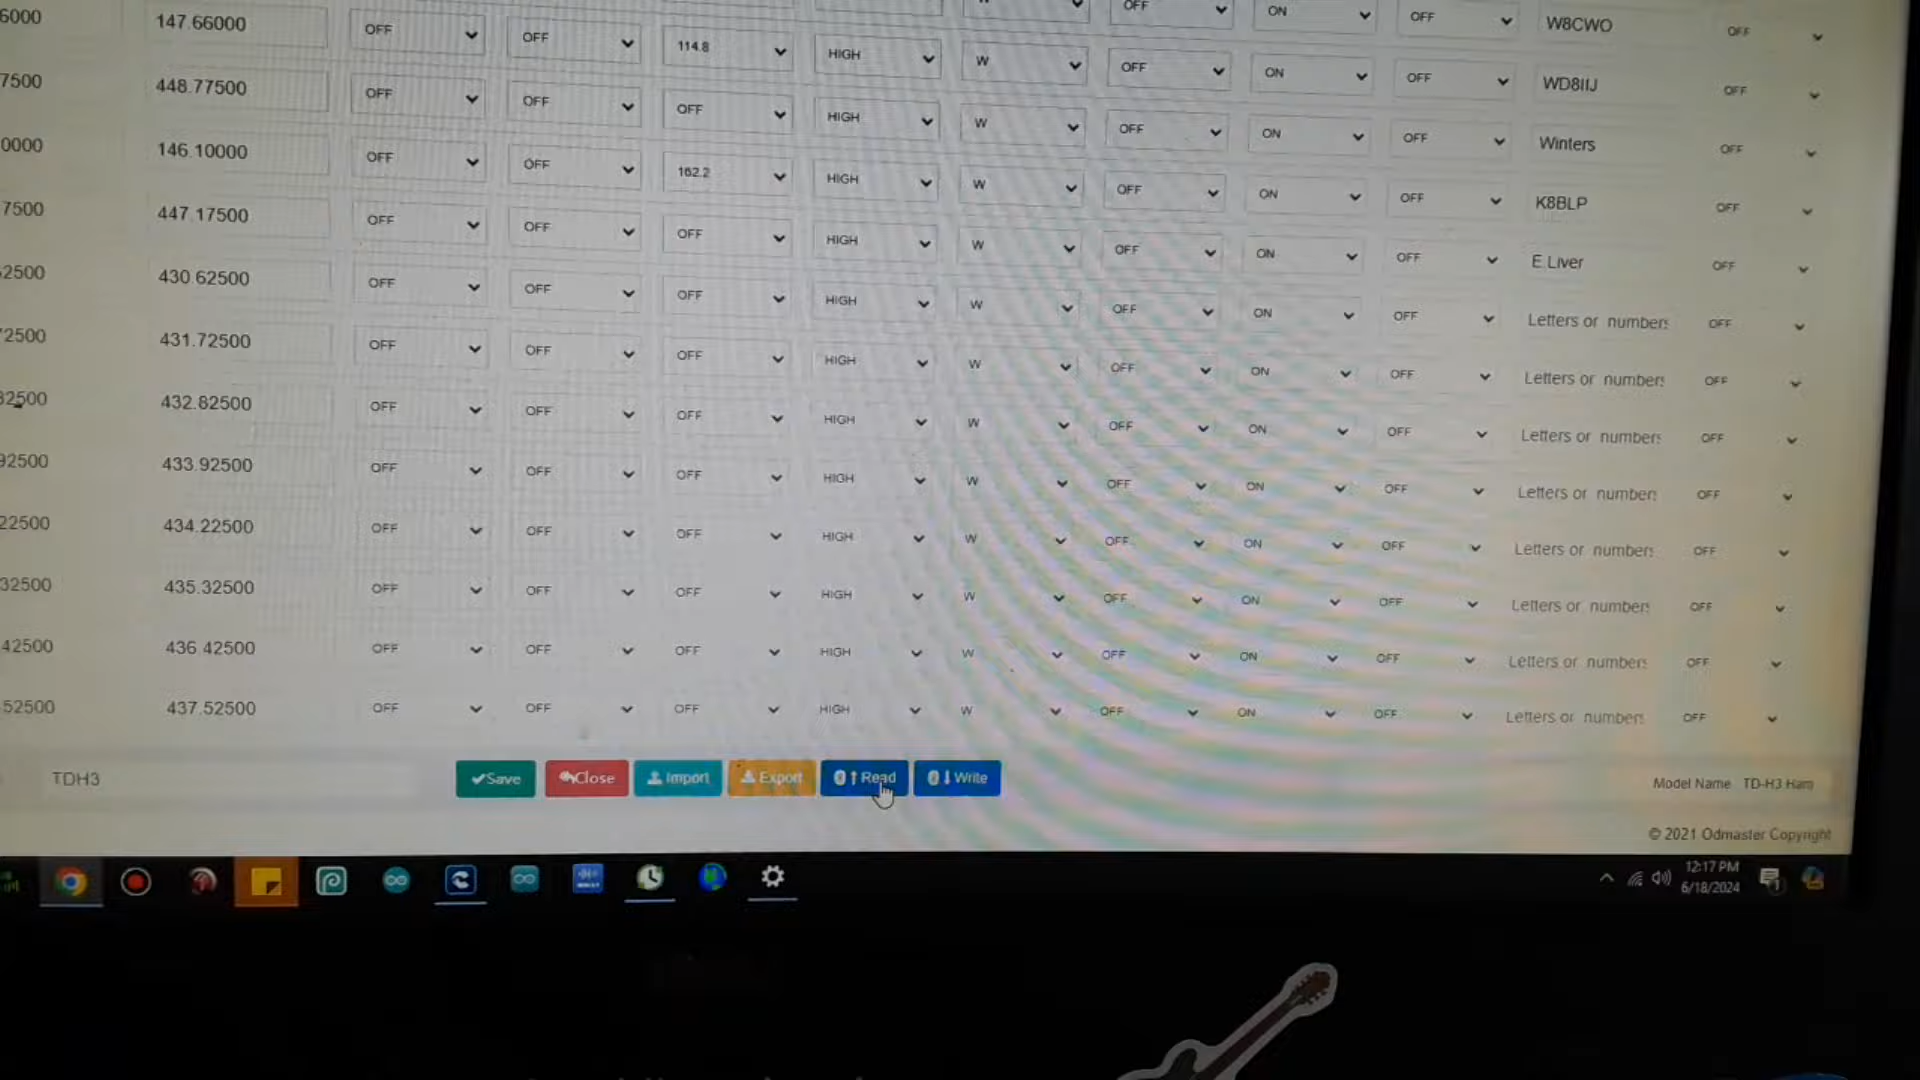 6000 147.66000 OFF OFF 114.8 HIGH W OFF ON OFF W8CWO OFF
7500 448.77500 OFF OFF OFF HIGH W OFF ON OFF WD8IIJ OFF
0000 146.10000 OFF OFF 162.2 HIGH W OFF ON OFF Winters OFF
7500 447.17500 OFF OFF OFF HIGH W OFF ON OFF K8BLP OFF
2500 430.62500 OFF OFF OFF HIGH W OFF ON OFF E Liver OFF
2500 431.72500 OFF OFF OFF HIGH W OFF ON OFF Letters or numbers OFF
32500 432.82500 OFF OFF OFF HIGH W OFF ON OFF Letters or numbers OFF
92500 433.92500 OFF OFF OFF HIGH W OFF ON OFF Letters or numbers OFF
22500 434.22500 OFF OFF OFF HIGH W OFF ON OFF Letters or numbers OFF
32500 435.32500 OFF OFF OFF HIGH W OFF ON OFF Letters or numbers OFF
42500 436.42500 OFF OFF OFF HIGH W OFF ON OFF Letters or numbers OFF
52500 437.52500 OFF OFF OFF HIGH W OFF ON OFF Letters or numbers OFF
TDH3 Save Close Import Export Read Write Model Name TD-H3 Ham
© 2021 Odmaster Copyright
12:17 PM
6/18/2024